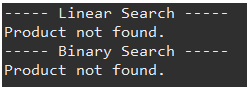 ----- Linear Search -----
Product not found.
----- Binary Search -----
Product not found.